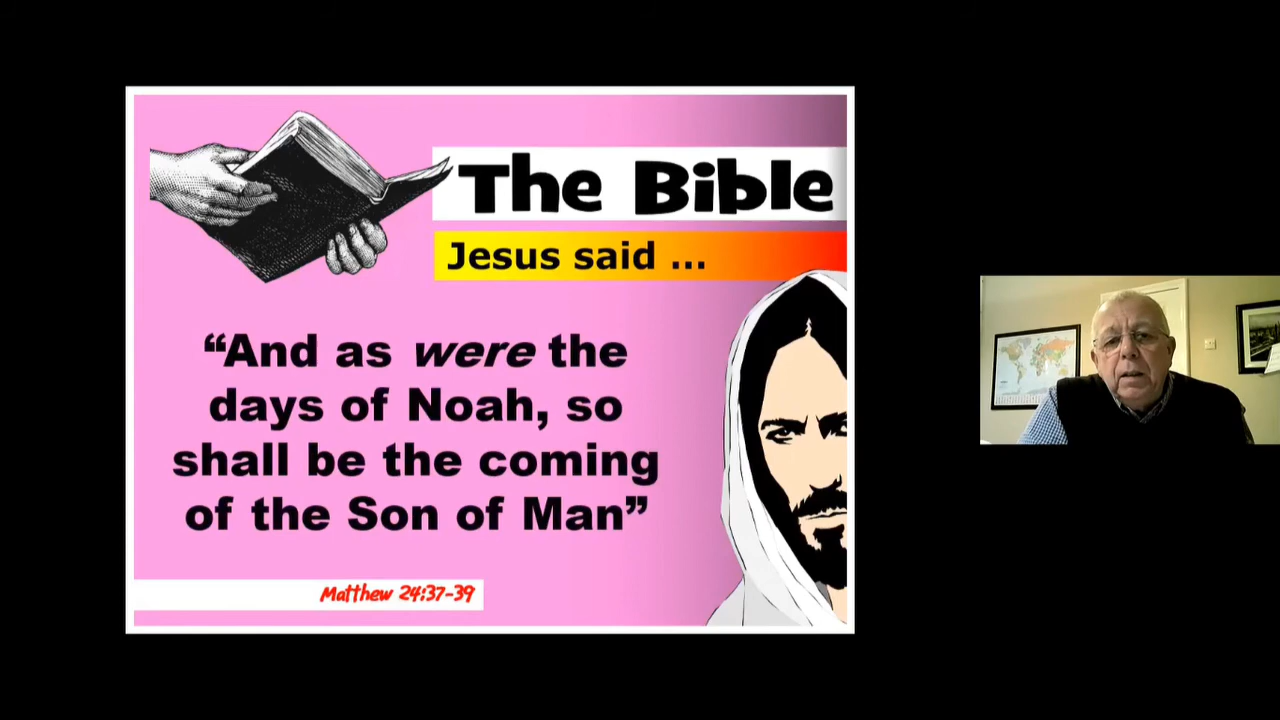 The Bible
Jesus said ...
“And as were the
days of Noah, so
shall be the coming
of the Son of Man”
Matthew 24:37-39